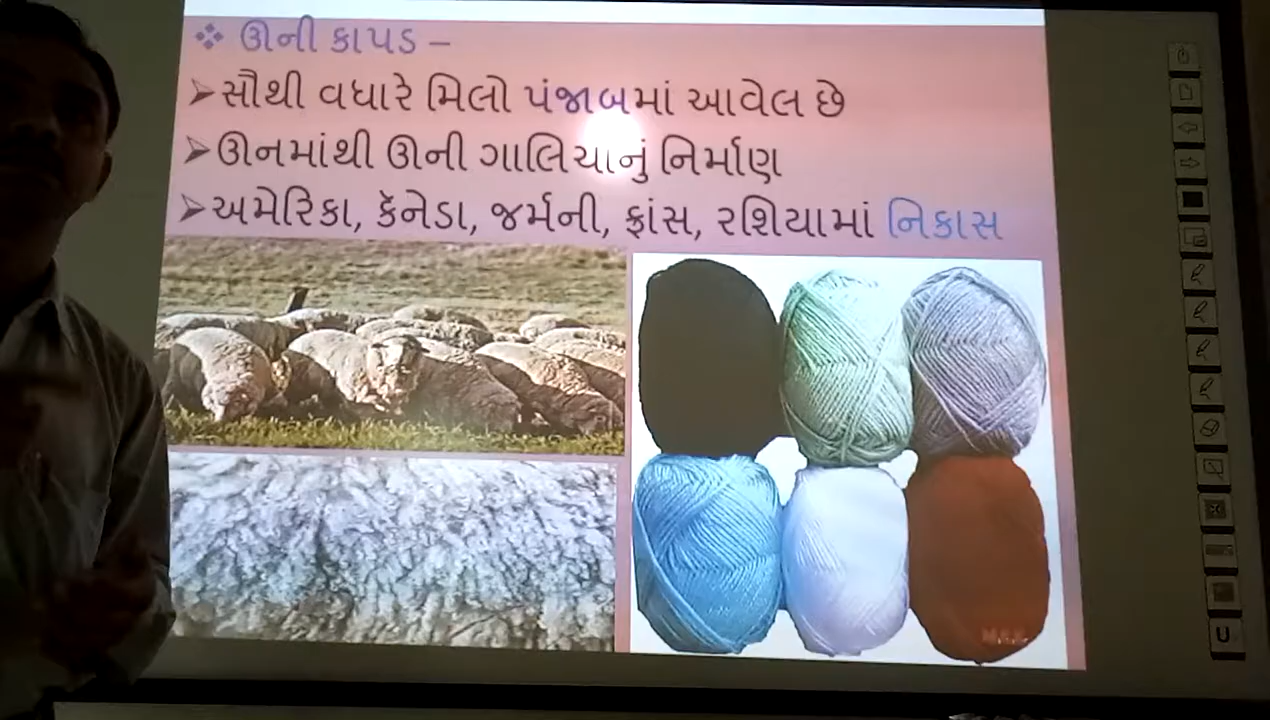 ❖ ઊની કાપડ –
➢ સૌથી વધારે મિલો પંજાબમાં આવેલ છે
➢ ઊનમાંથી ઊની ગાલિચાનું નિર્માણ
➢ અમેરિકા, કૅનેડા, જર્મની, ફ્રાંસ, રશિયામાં નિકાસ
U